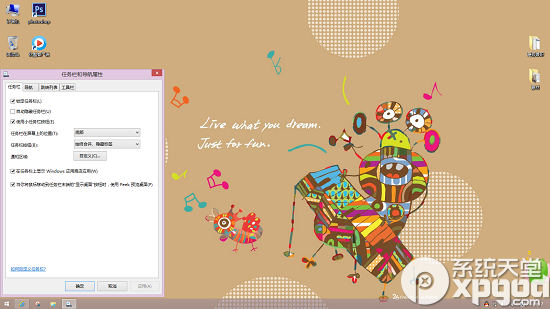 photoshop
任务栏和导航属性
任务栏 导航 跳转列表 工具栏
锁定任务栏(L)
自动隐藏任务栏(U)
使用小任务栏按钮(I)
任务栏在屏幕上的位置(T): 底部
任务栏按钮(B): 始终合并、隐藏标签
通知区域: 自定义(C)...
在任务栏上显示 Windows 应用商店应用(W)
当你将鼠标移动到任务栏末端的"显示桌面"按钮时，使用 Peek 预览桌面(P)
如何自定义任务栏?
确定 取消 应用(A)
Live what you dream.
Just for fun.
系统天堂
xpgod.com